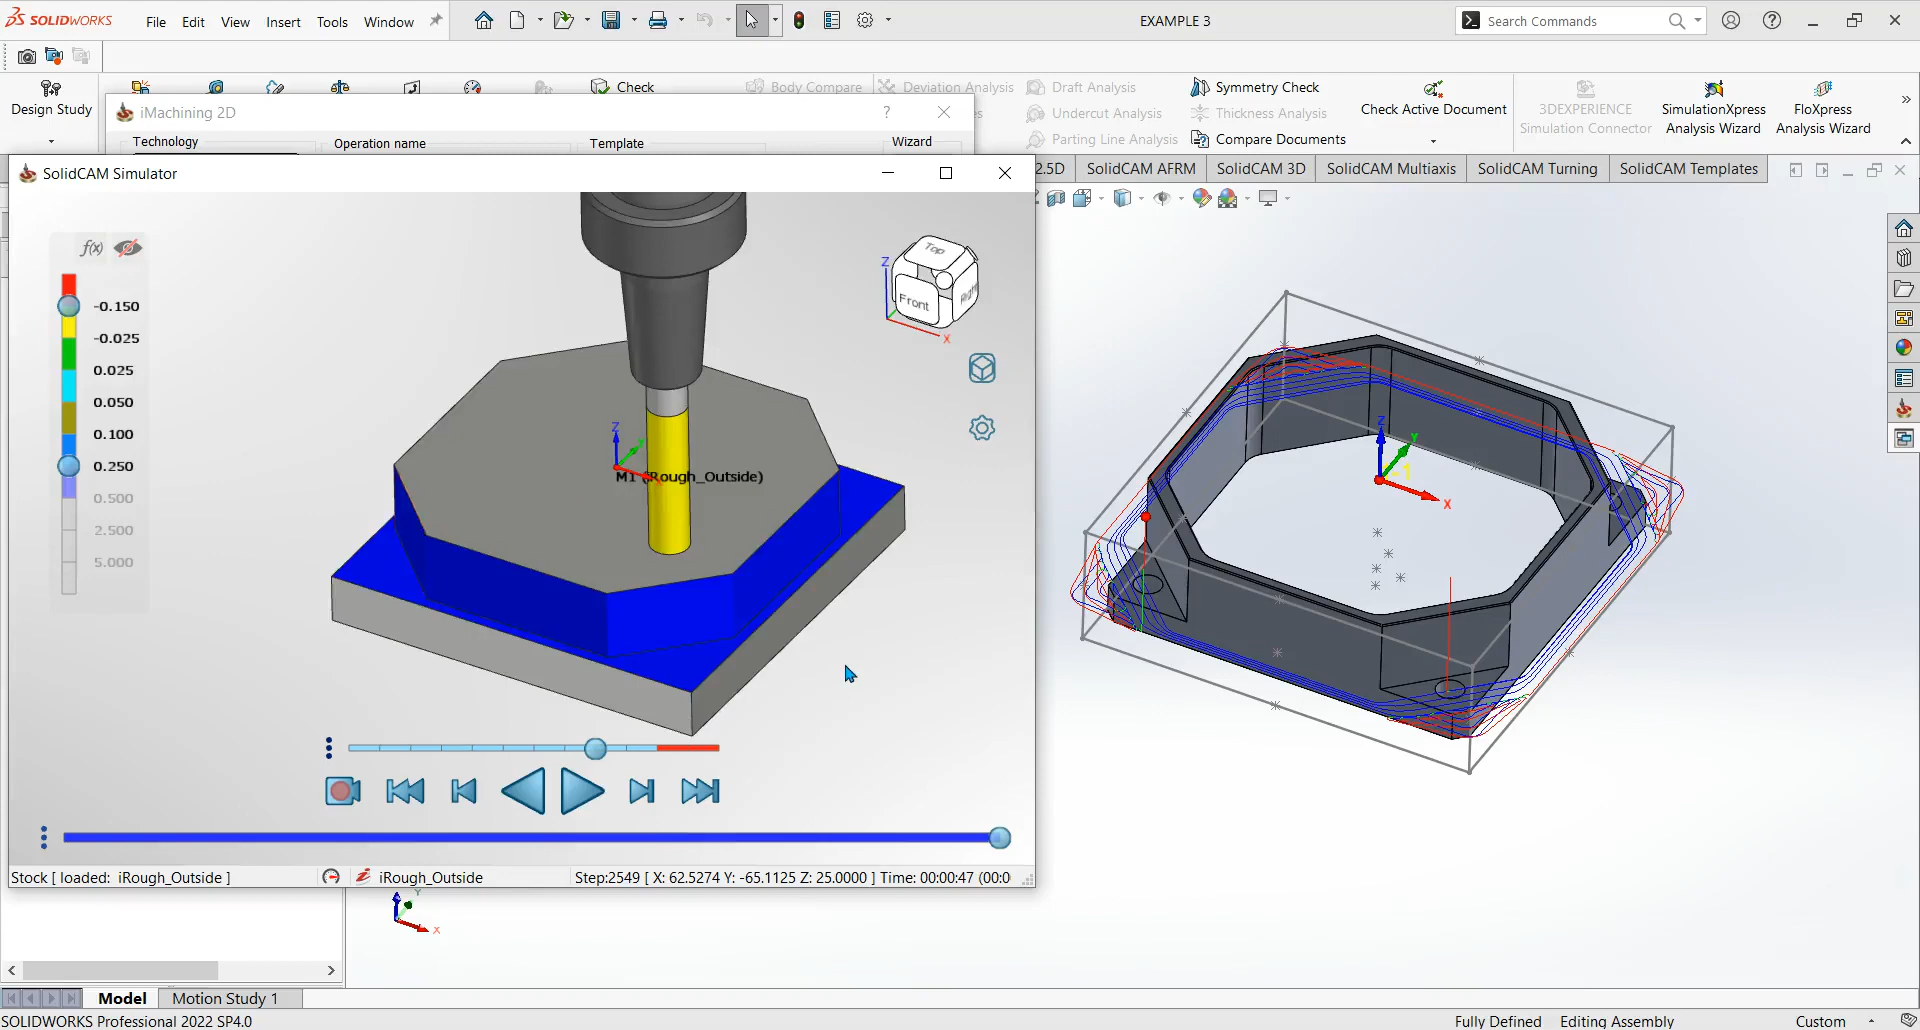 SOLIDWORKS File Edit View Insert Tools Window EXAMPLE 3 Search Commands
Design Study
Check Body Compare Deviation Analysis Draft Analysis Symmetry Check
Undercut Analysis Thickness Analysis
Parting Line Analysis Compare Documents
Check Active Document
3DEXPERIENCE
Simulation Connector
SimulationXpress
Analysis Wizard
FloXpress
Analysis Wizard
iMachining 2D
Technology Operation name Template Wizard
SolidCAM Simulator
2.5D SolidCAM AFRM SolidCAM 3D SolidCAM Multiaxis SolidCAM Turning SolidCAM Templates
f(x)
-0.150
-0.025
0.025
0.050
0.100
0.250
0.500
2.500
5.000
Top
Front
Right
Z
X
Z
Y
M1 (Rough_Outside)
Z
Y
1
X
Stock [ loaded: iRough_Outside ] iRough_Outside Step:2549 [ X: 62.5274 Y: -65.1125 Z: 25.0000 ] Time: 00:00:47 (00:0
Y
X
Model Motion Study 1
SOLIDWORKS Professional 2022 SP4.0 Fully Defined Editing Assembly Custom